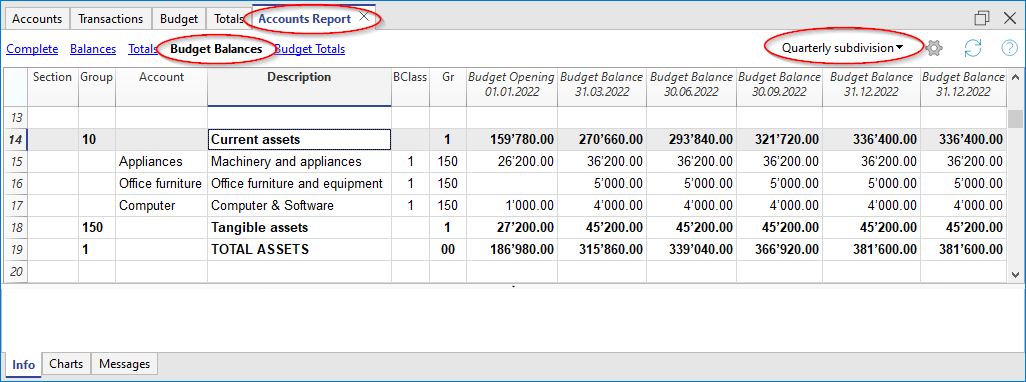 Accounts Transactions Budget Totals Accounts Report
Complete Balances Totals Budget Balances Budget Totals Quarterly subdivision
Section Group Account Description BClass Gr Budget Opening 01.01.2022 Budget Balance 31.03.2022 Budget Balance 30.06.2022 Budget Balance 30.09.2022 Budget Balance 31.12.2022 Budget Balance 31.12.2022
13
14 10 Current assets 1 159’780.00 270’660.00 293’840.00 321’720.00 336’400.00 336’400.00
15 Appliances Machinery and appliances 1 150 26’200.00 36’200.00 36’200.00 36’200.00 36’200.00 36’200.00
16 Office furniture Office furniture and equipment 1 150 5’000.00 5’000.00 5’000.00 5’000.00 5’000.00
17 Computer Computer & Software 1 150 1’000.00 4’000.00 4’000.00 4’000.00 4’000.00 4’000.00
18 150 Tangible assets 1 27’200.00 45’200.00 45’200.00 45’200.00 45’200.00 45’200.00
19 1 TOTAL ASSETS 00 186’980.00 315’860.00 339’040.00 366’920.00 381’600.00 381’600.00
20
Info Charts Messages